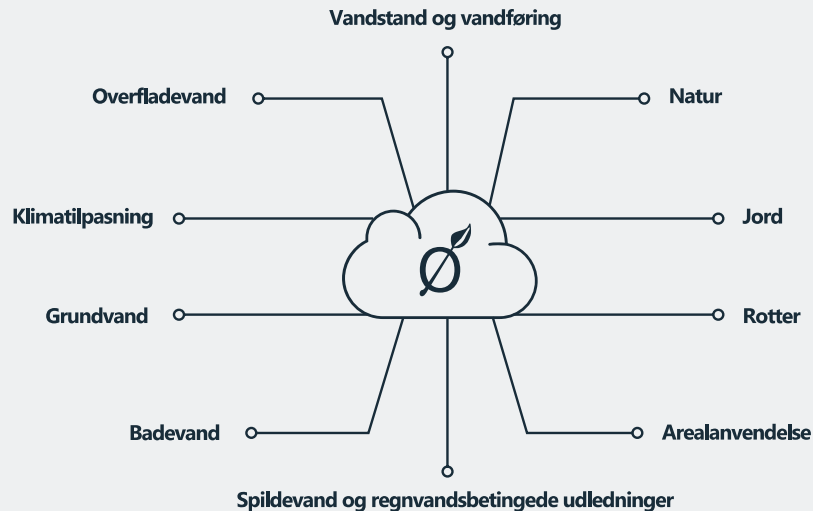 Vandstand og vandføring
Overfladevand
Natur
Klimatilpasning
Jord
Grundvand
Rotter
Badevand
Arealanvendelse
Spildevand og regnvandsbetingede udledninger